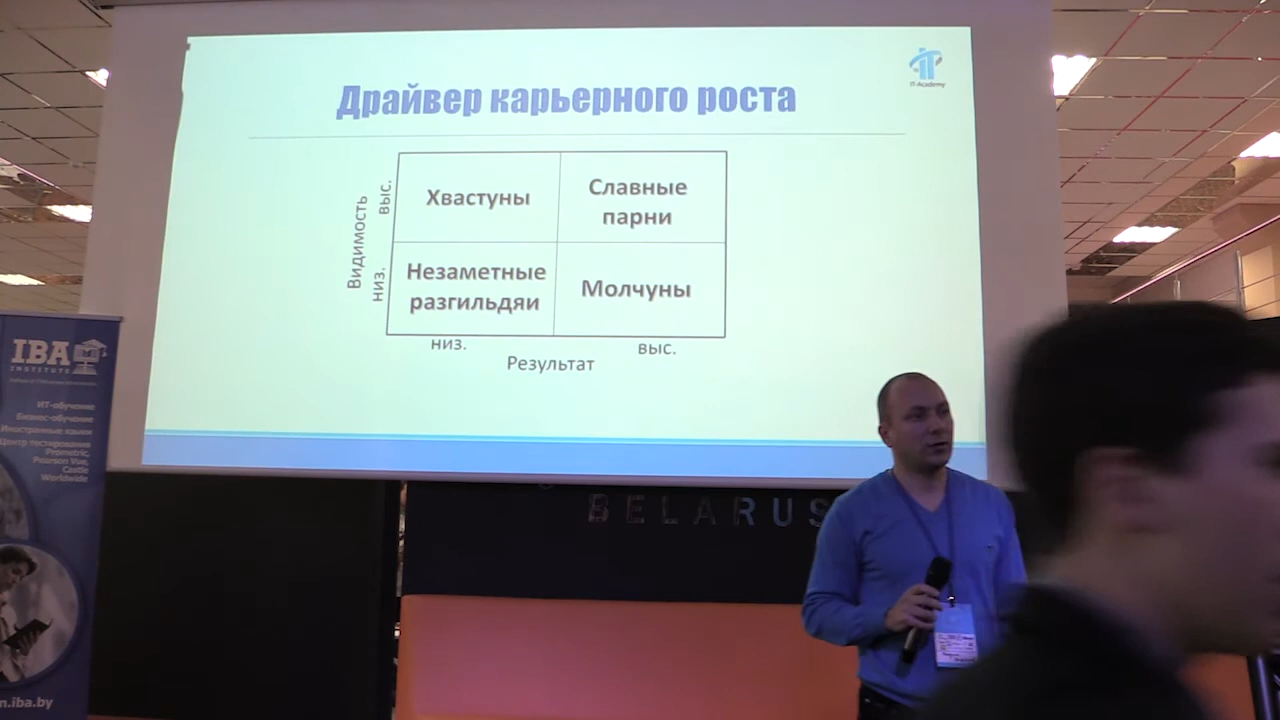 Драйвер карьерного роста
IT-Academy
Видимость
выс.
низ.
Хвастуны
Славные
парни
Незаметные
разгильдяи
Молчуны
низ.
выс.
Результат
IBA
INSTITUTE
ИТ-обучение
Бизнес-обучение
Иностранные языки
Центр тестирования
Prometric,
Pearson Vue,
Castle
Worldwide
n.iba.by
BELARUS